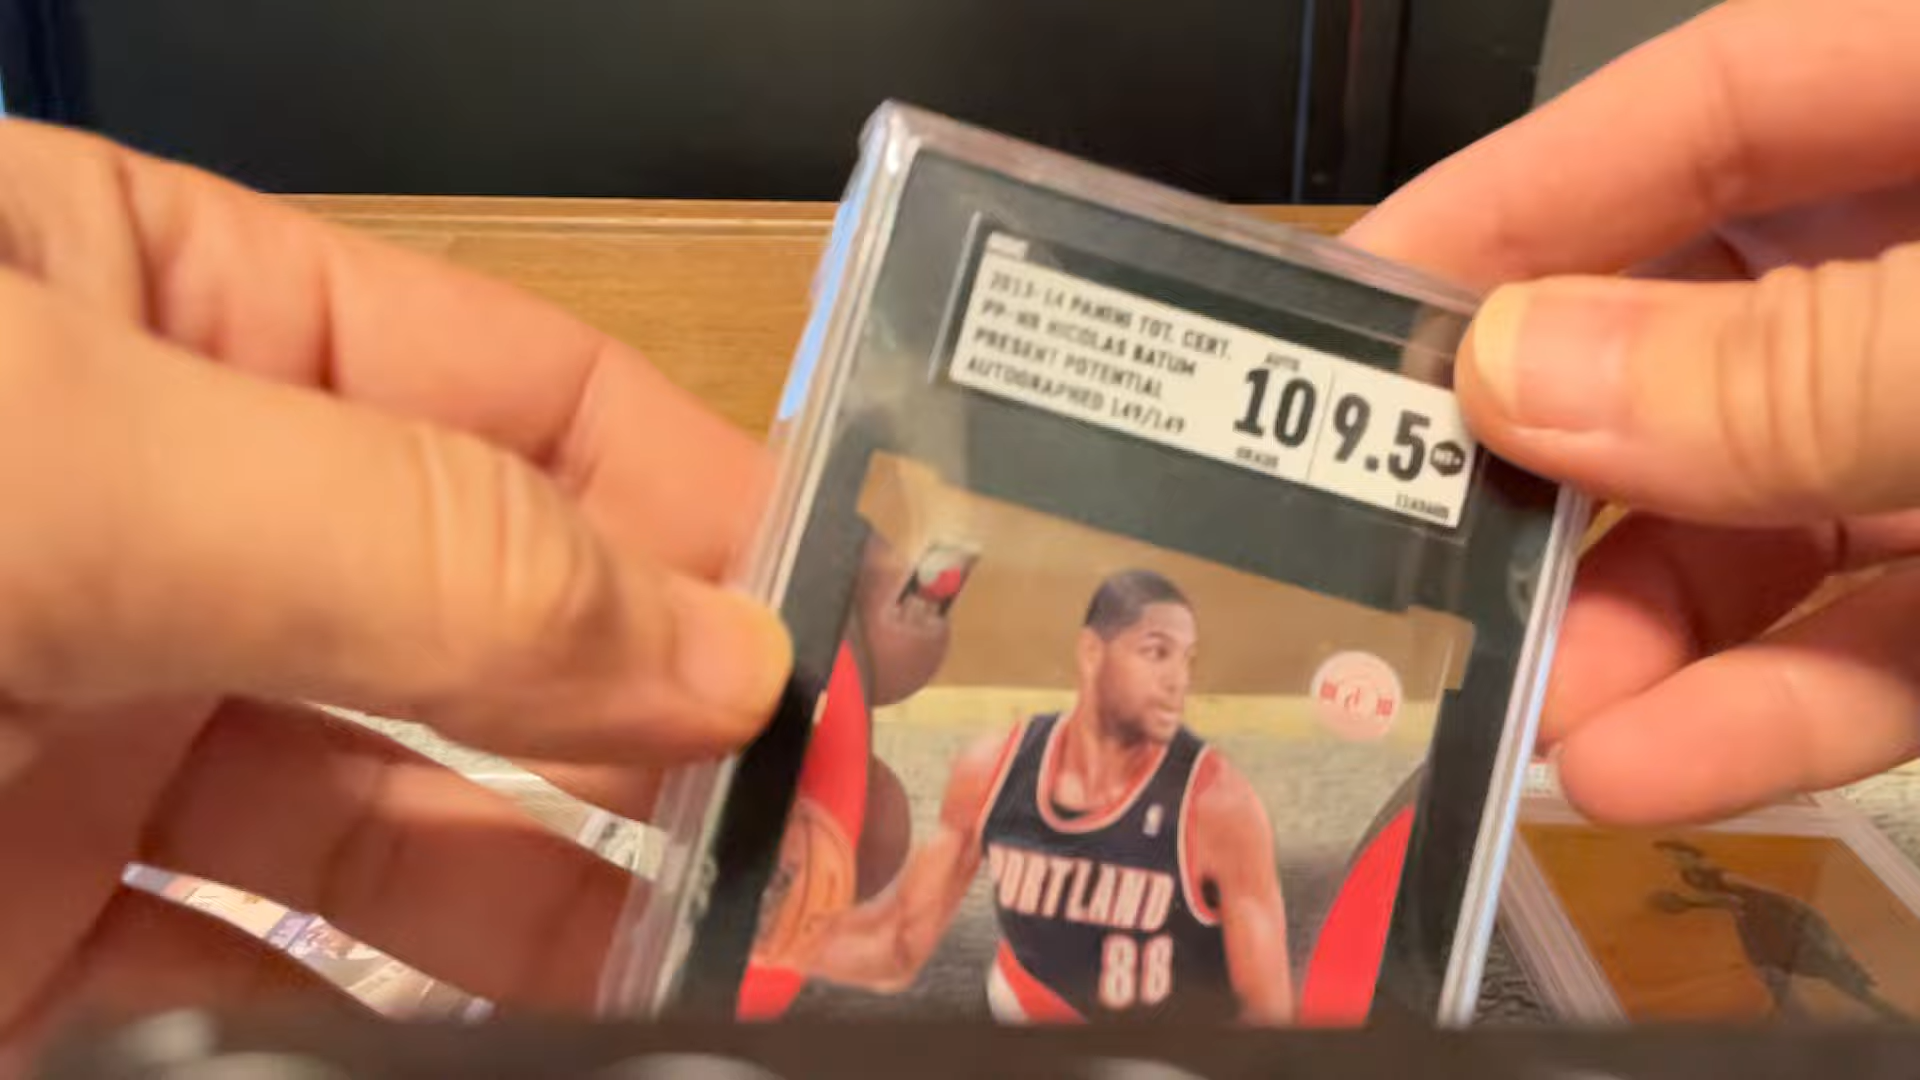 2013-14 PANINI TOT. CERT.
PP-NB NICOLAS BATUM
PRESENT POTENTIAL
AUTOGRAPHED 149/149
AUTO
10
GRADE
9.5
PORTLAND
88